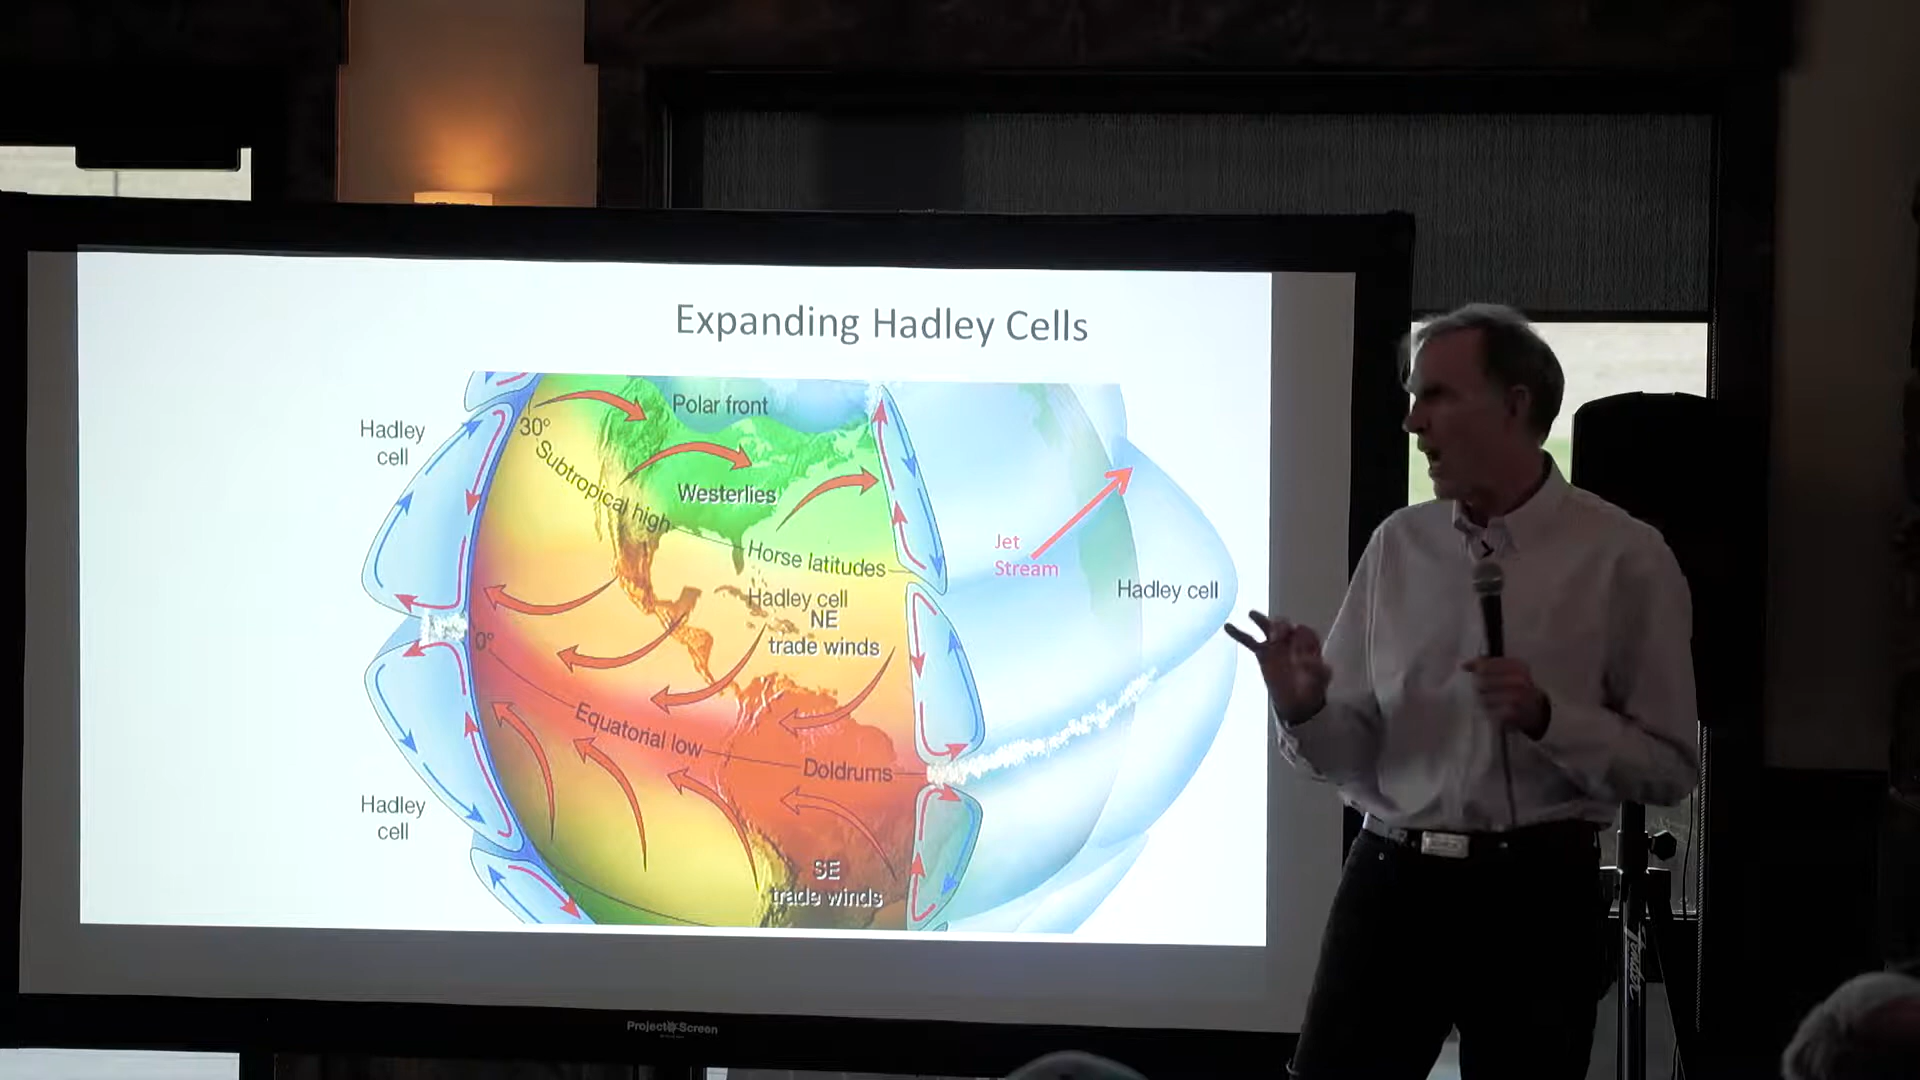 Expanding Hadley Cells
Polar front
Hadley
cell
30°
Subtropical high
Westerlies
Horse latitudes
Jet
Stream
Hadley cell
Hadley cell
NE
trade winds
0°
Equatorial low
Doldrums
Hadley
cell
SE
trade winds
Fender
Project Screen